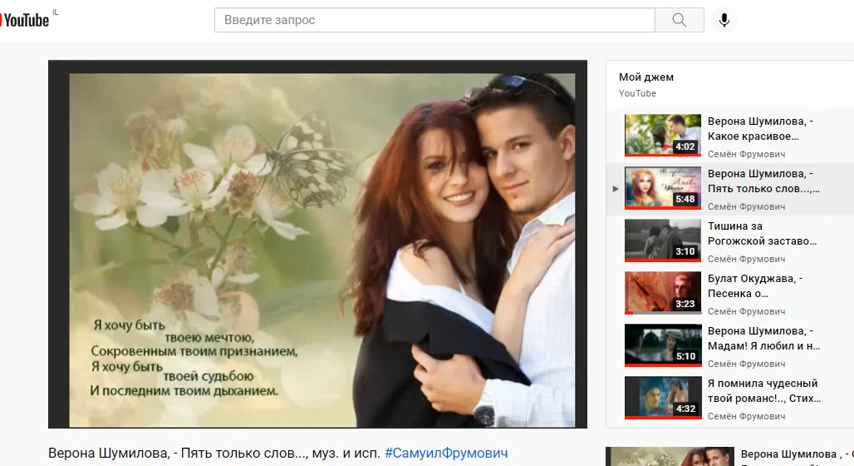 YouTube IL
Введите запрос
Я хочу быть
твоею мечтою,
Сокровенным твоим признанием,
Я хочу быть
твоей судьбою
И последним твоим дыханием.
Верона Шумилова, - Пять только слов..., муз. и исп. #СамуилФрумович
Мой джем
YouTube
4:02
Верона Шумилова, -
Какое красивое...
Семён Фрумович
5:48
Верона Шумилова, -
Пять только слов...,...
Семён Фрумович
3:10
Тишина за
Рогожской заставо...
Семён Фрумович
3:23
Булат Окуджава, -
Песенка о...
Семён Фрумович
5:10
Верона Шумилова, -
Мадам! Я любил и н...
Семён Фрумович
4:32
Я помнила чудесный
твой романс!.., Стих...
Семён Фрумович
Верона Шумилова , -